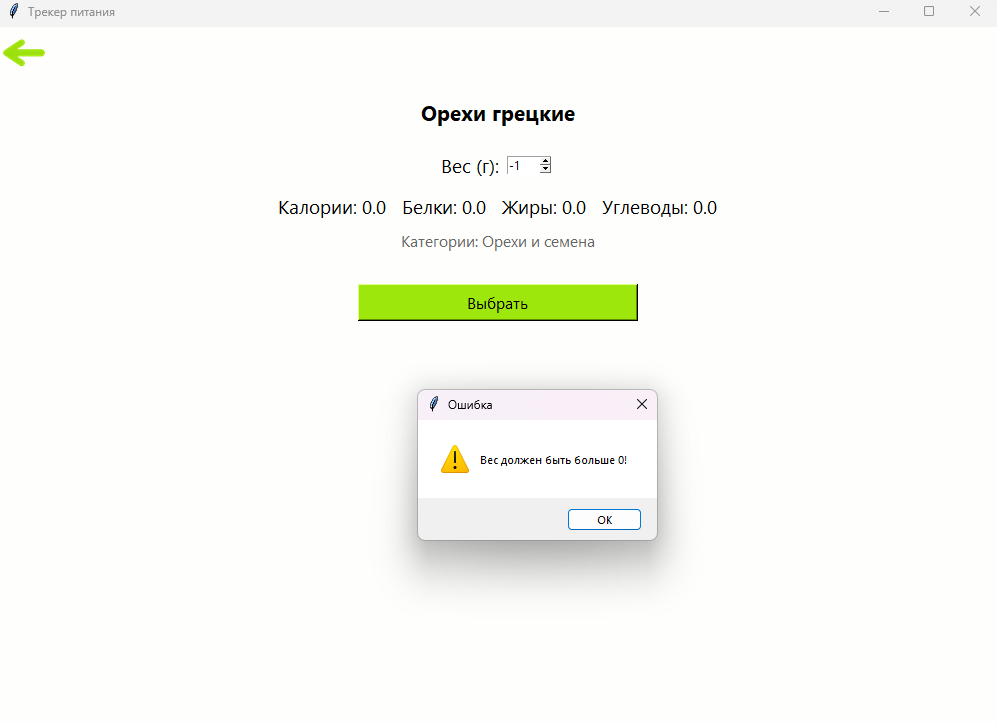 Трекер питания
Орехи грецкие
Вес (г): -1
Калории: 0.0 Белки: 0.0 Жиры: 0.0 Углеводы: 0.0
Категории: Орехи и семена
Выбрать
Ошибка
Вес должен быть больше 0!
ОК